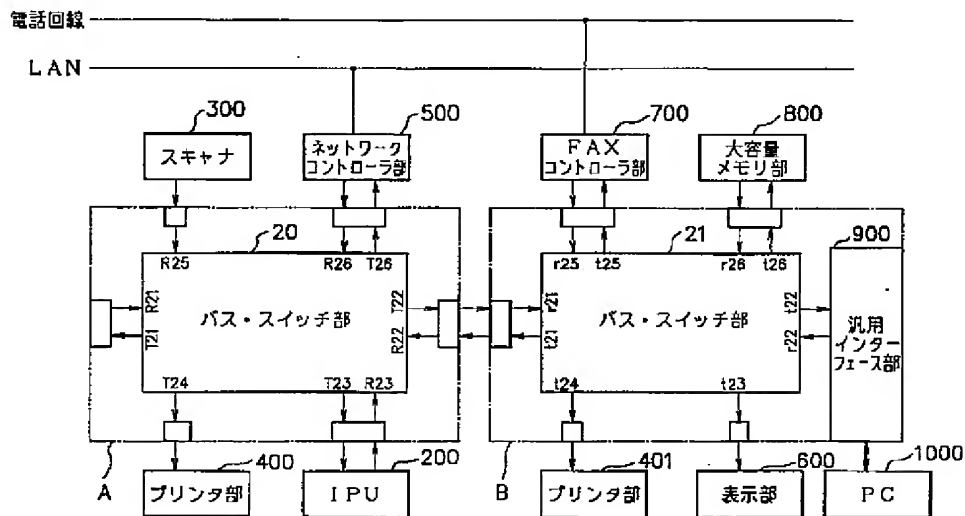 電話回線
LAN
300
500
700
800
スキャナ
ネットワーク
コントローラ部
FAX
コントローラ部
大容量
メモリ部
20
21
900
R25
R26
T26
r25
t25
r26
t26
R21
T21
バス・スイッチ部
T22
R22
r21
t21
バス・スイッチ部
t22
r22
汎用
インター
フェース部
T24
T23
R23
t24
t23
A
400
200
B
401
600
1000
プリンタ部
IPU
プリンタ部
表示部
PC